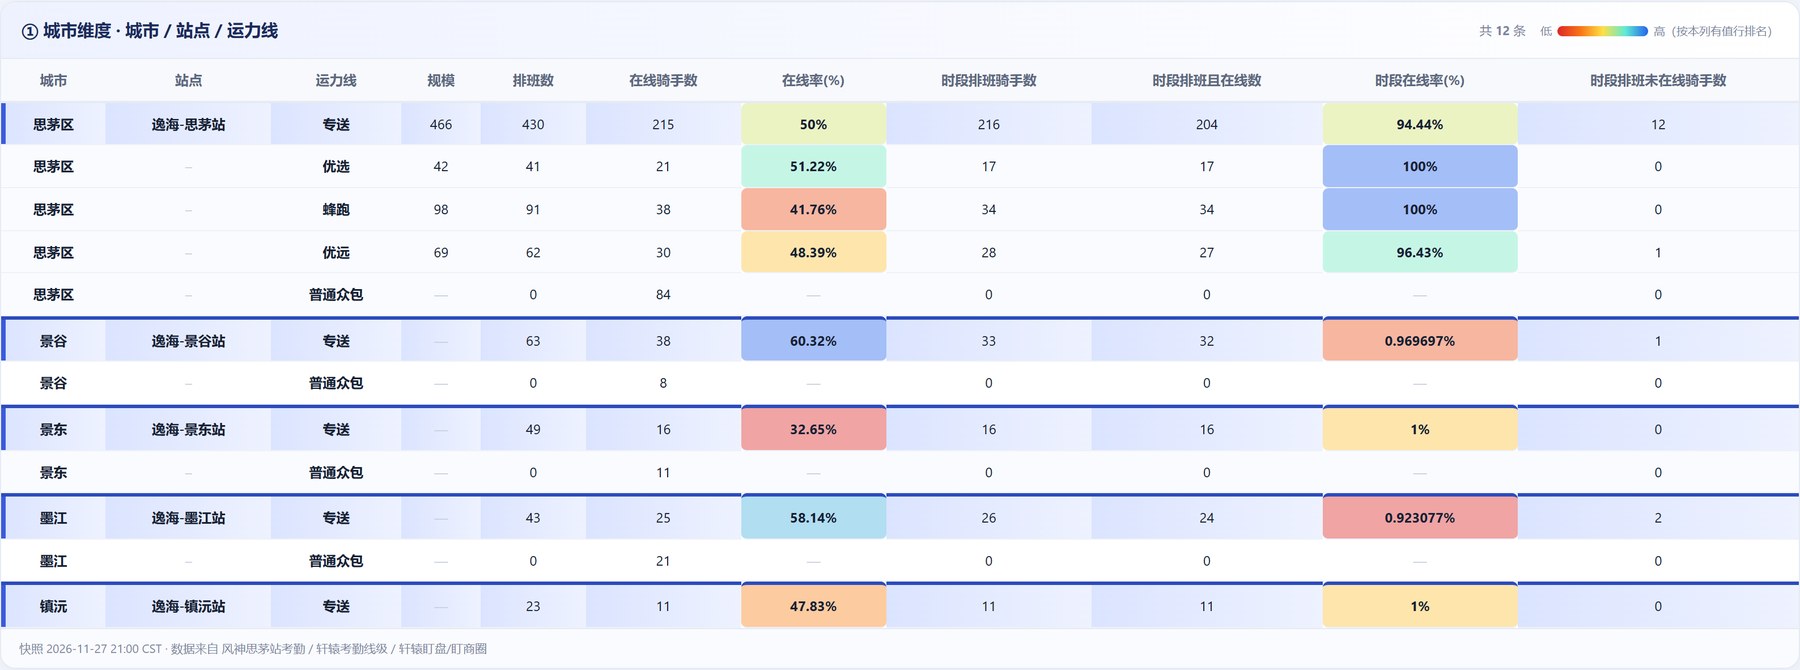 ① 城市维度 · 城市 / 站点 / 运力线
共 12 条 低 高 (按本列有值行排名)
城市 站点 运力线 规模 排班数 在线骑手数 在线率(%) 时段排班骑手数 时段排班且在线数 时段在线率(%) 时段排班未在线骑手数
思茅区 逸海-思茅站 专送 466 430 215 50% 216 204 94.44% 12
思茅区 – 优选 42 41 21 51.22% 17 17 100% 0
思茅区 – 蜂跑 98 91 38 41.76% 34 34 100% 0
思茅区 – 优远 69 62 30 48.39% 28 27 96.43% 1
思茅区 – 普通众包 — 0 84 — 0 0 — 0
景谷 逸海-景谷站 专送 — 63 38 60.32% 33 32 0.969697% 1
景谷 – 普通众包 — 0 8 — 0 0 — 0
景东 逸海-景东站 专送 — 49 16 32.65% 16 16 1% 0
景东 – 普通众包 — 0 11 — 0 0 — 0
墨江 逸海-墨江站 专送 — 43 25 58.14% 26 24 0.923077% 2
墨江 – 普通众包 — 0 21 — 0 0 — 0
镇沅 逸海-镇沅站 专送 — 23 11 47.83% 11 11 1% 0
快照 2026-11-27 21:00 CST · 数据来自 风神思茅站考勤 / 轩辕考勤线级 / 轩辕盯盘/盯商圈